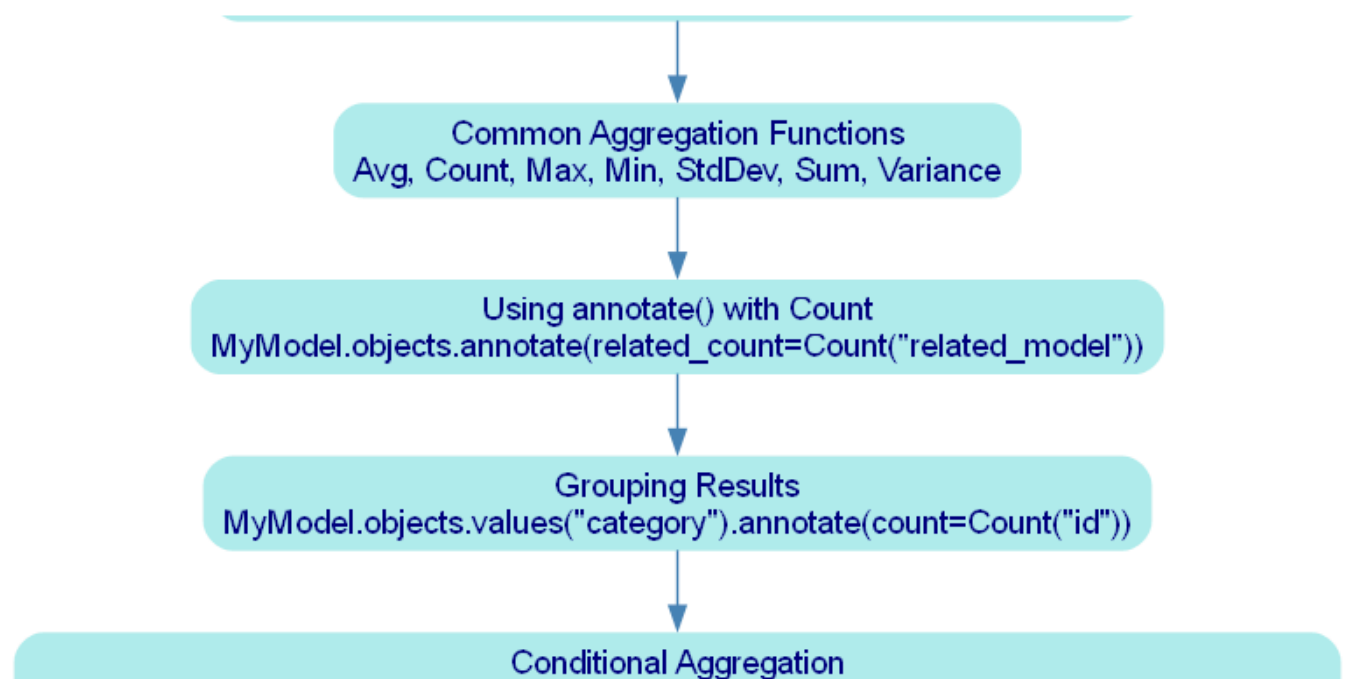 Common Aggregation Functions
Avg, Count, Max, Min, StdDev, Sum, Variance
Using annotate() with Count
MyModel.objects.annotate(related_count=Count("related_model"))
Grouping Results
MyModel.objects.values("category").annotate(count=Count("id"))
Conditional Aggregation